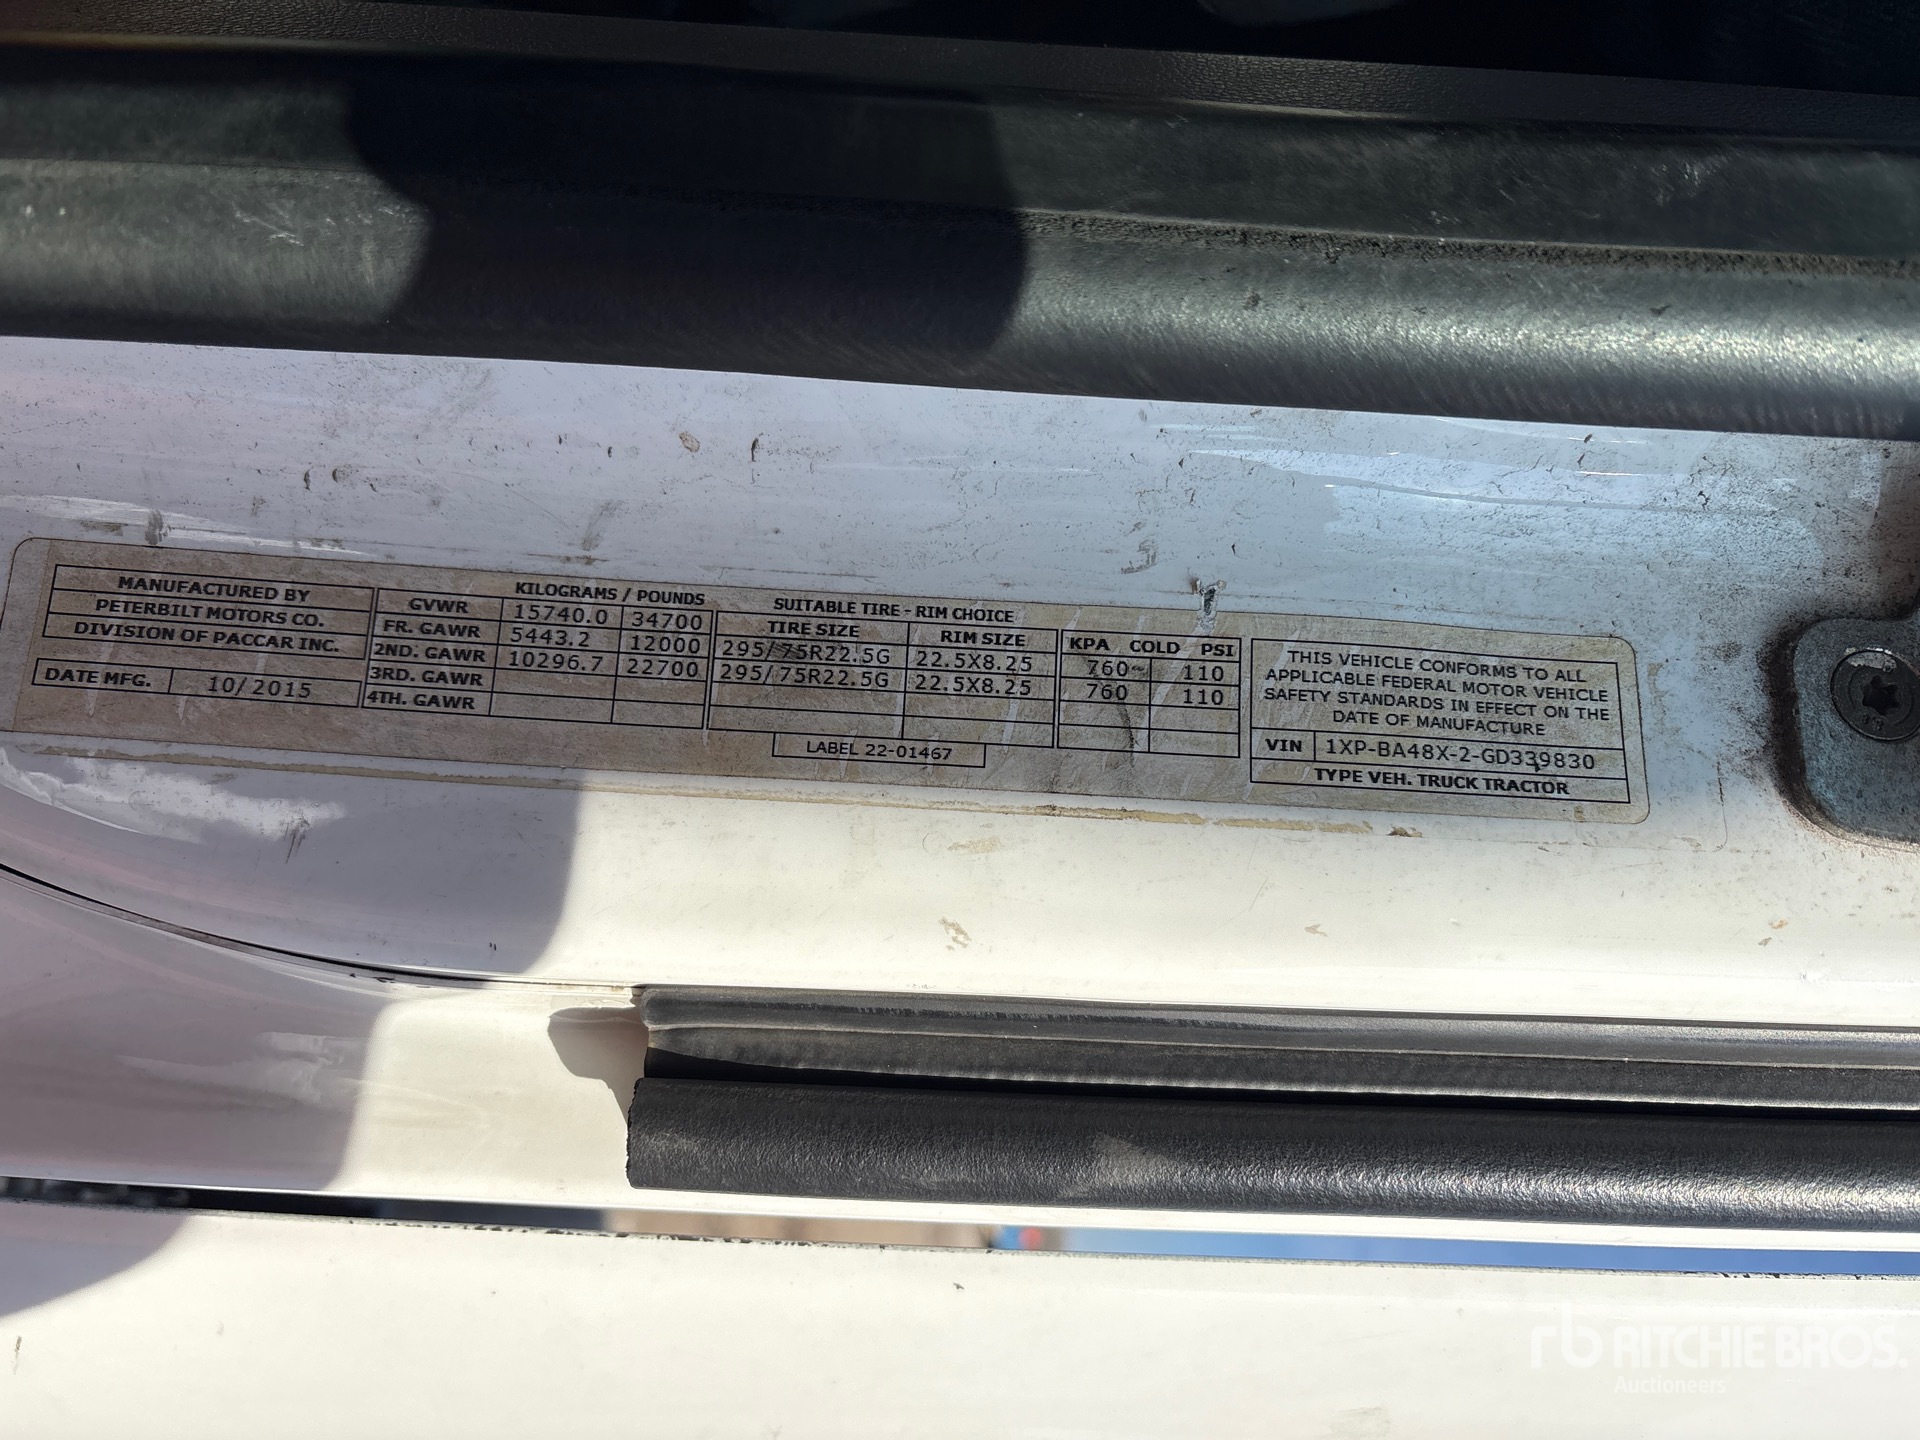 MANUFACTURED BY
PETERBILT MOTORS CO.
DIVISION OF PACCAR INC.
DATE MFG. 10/2015
KILOGRAMS / POUNDS
GVWR 15740.0 34700
FR. GAWR 5443.2 12000
2ND. GAWR 10296.7 22700
3RD. GAWR
4TH. GAWR
SUITABLE TIRE - RIM CHOICE
TIRE SIZE RIM SIZE
295/75R22.5G 22.5X8.25
295/75R22.5G 22.5X8.25
KPA COLD PSI
760 110
760 110
LABEL 22-01467
THIS VEHICLE CONFORMS TO ALL
APPLICABLE FEDERAL MOTOR VEHICLE
SAFETY STANDARDS IN EFFECT ON THE
DATE OF MANUFACTURE
VIN 1XP-BA48X-2-GD339830
TYPE VEH. TRUCK TRACTOR
rb RITCHIE BROS.
Auctioneers